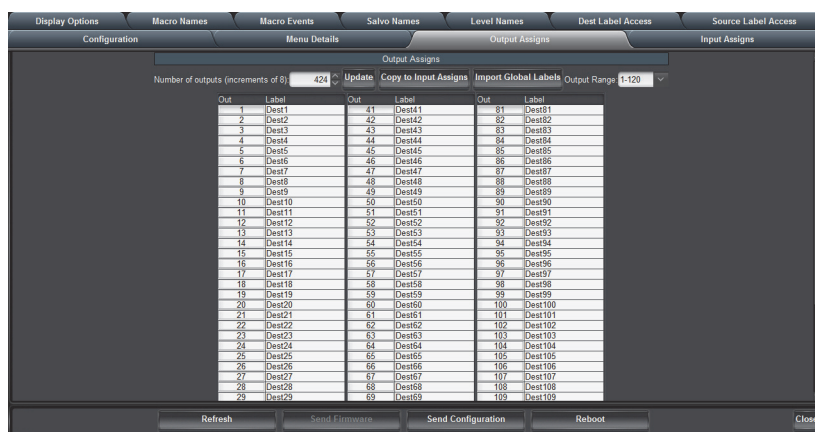 Display Options Macro Names Macro Events Salvo Names Level Names Dest Label Access Source Label Access
Configuration Menu Details Output Assigns Input Assigns
Output Assigns
Number of outputs (increments of 8): 424 Update Copy to Input Assigns Import Global Labels Output Range: 1-120
Out Label Out Label Out Label
1 Dest1 41 Dest41 81 Dest81
2 Dest2 42 Dest42 82 Dest82
3 Dest3 43 Dest43 83 Dest83
4 Dest4 44 Dest44 84 Dest84
5 Dest5 45 Dest45 85 Dest85
6 Dest6 46 Dest46 86 Dest86
7 Dest7 47 Dest47 87 Dest87
8 Dest8 48 Dest48 88 Dest88
9 Dest9 49 Dest49 89 Dest89
10 Dest10 50 Dest50 90 Dest90
11 Dest11 51 Dest51 91 Dest91
12 Dest12 52 Dest52 92 Dest92
13 Dest13 53 Dest53 93 Dest93
14 Dest14 54 Dest54 94 Dest94
15 Dest15 55 Dest55 95 Dest95
16 Dest16 56 Dest56 96 Dest96
17 Dest17 57 Dest57 97 Dest97
18 Dest18 58 Dest58 98 Dest98
19 Dest19 59 Dest59 99 Dest99
20 Dest20 60 Dest60 100 Dest100
21 Dest21 61 Dest61 101 Dest101
22 Dest22 62 Dest62 102 Dest102
23 Dest23 63 Dest63 103 Dest103
24 Dest24 64 Dest64 104 Dest104
25 Dest25 65 Dest65 105 Dest105
26 Dest26 66 Dest66 106 Dest106
27 Dest27 67 Dest67 107 Dest107
28 Dest28 68 Dest68 108 Dest108
29 Dest29 69 Dest69 109 Dest109
Refresh Send Firmware Send Configuration Reboot Close